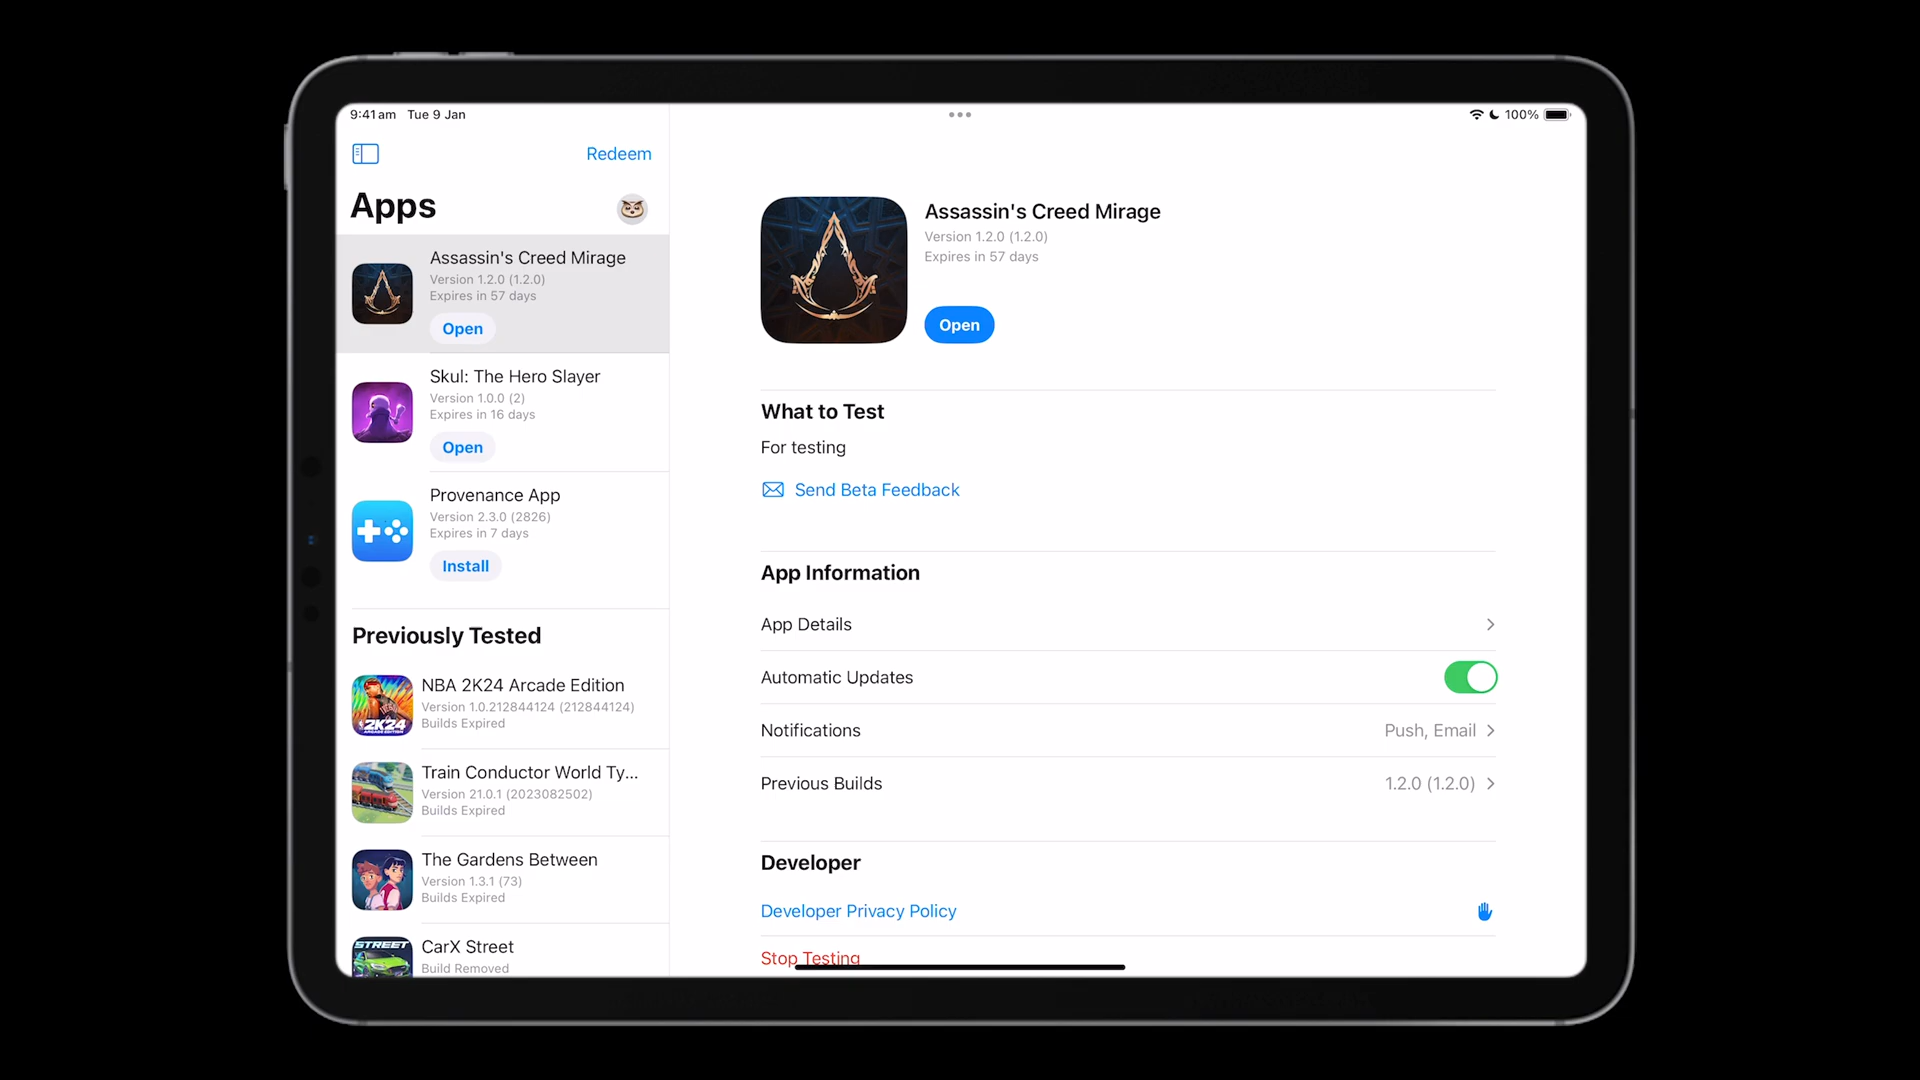 9:41 am Tue 9 Jan
100%
Redeem
Apps
Assassin's Creed Mirage
Version 1.2.0 (1.2.0)
Expires in 57 days
Open
Skul: The Hero Slayer
Version 1.0.0 (2)
Expires in 16 days
Open
Provenance App
Version 2.3.0 (2826)
Expires in 7 days
Install
Previously Tested
2K24
NBA 2K24 Arcade Edition
Version 1.0.212844124 (212844124)
Builds Expired
Train Conductor World Ty...
Version 21.0.1 (2023082502)
Builds Expired
The Gardens Between
Version 1.3.1 (73)
Builds Expired
STREET
CarX Street
Build Removed
Assassin's Creed Mirage
Version 1.2.0 (1.2.0)
Expires in 57 days
Open
What to Test
For testing
Send Beta Feedback
App Information
App Details
Automatic Updates
Notifications Push, Email
Previous Builds 1.2.0 (1.2.0)
Developer
Developer Privacy Policy
Stop Testing